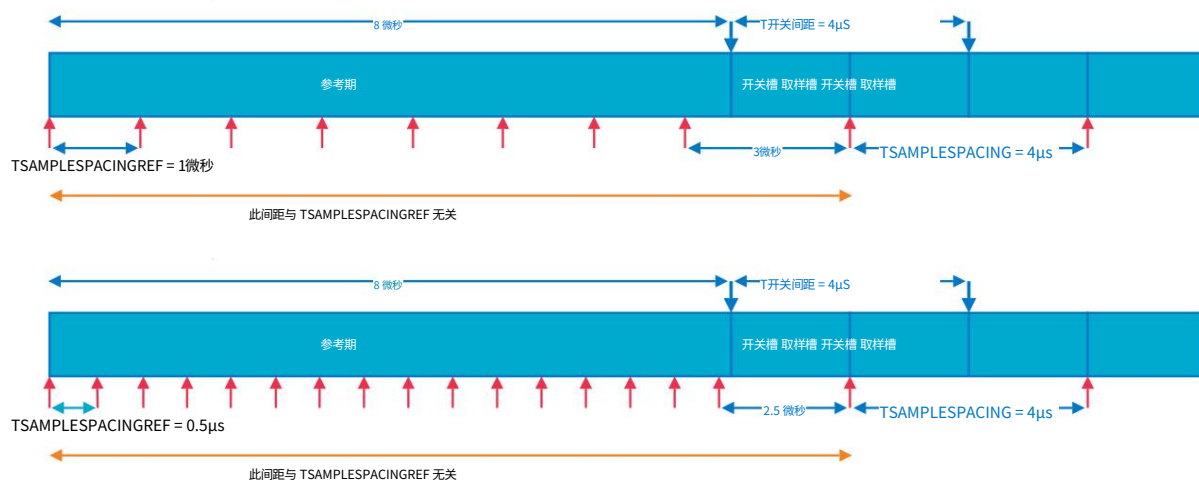 8 微秒
T开关间距 = 4µS
参考期
开关槽 取样槽 开关槽 取样槽
3微秒
TSAMPLESPACING = 4µs
TSAMPLESPACINGREF = 1微秒
此间距与 TSAMPLESPACINGREF 无关
8 微秒
T开关间距 = 4µS
参考期
开关槽 取样槽 开关槽 取样槽
2.5 微秒
TSAMPLESPACING = 4µs
TSAMPLESPACINGREF = 0.5µs
此间距与 TSAMPLESPACINGREF 无关